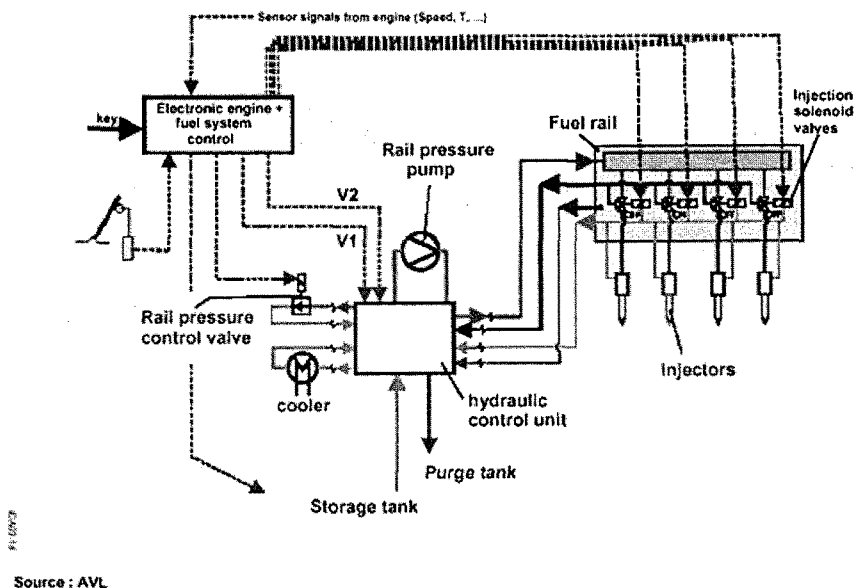 Sensor signals from engine (Speed, T, ....)
Electronic engine +
fuel system
control
key
Injection
solenoid
valves
Fuel rail
Rail pressure
pump
V2
V1
Rail pressure
control valve
cooler
hydraulic
control unit
Injectors
Purge tank
Storage tank
Source : AVL